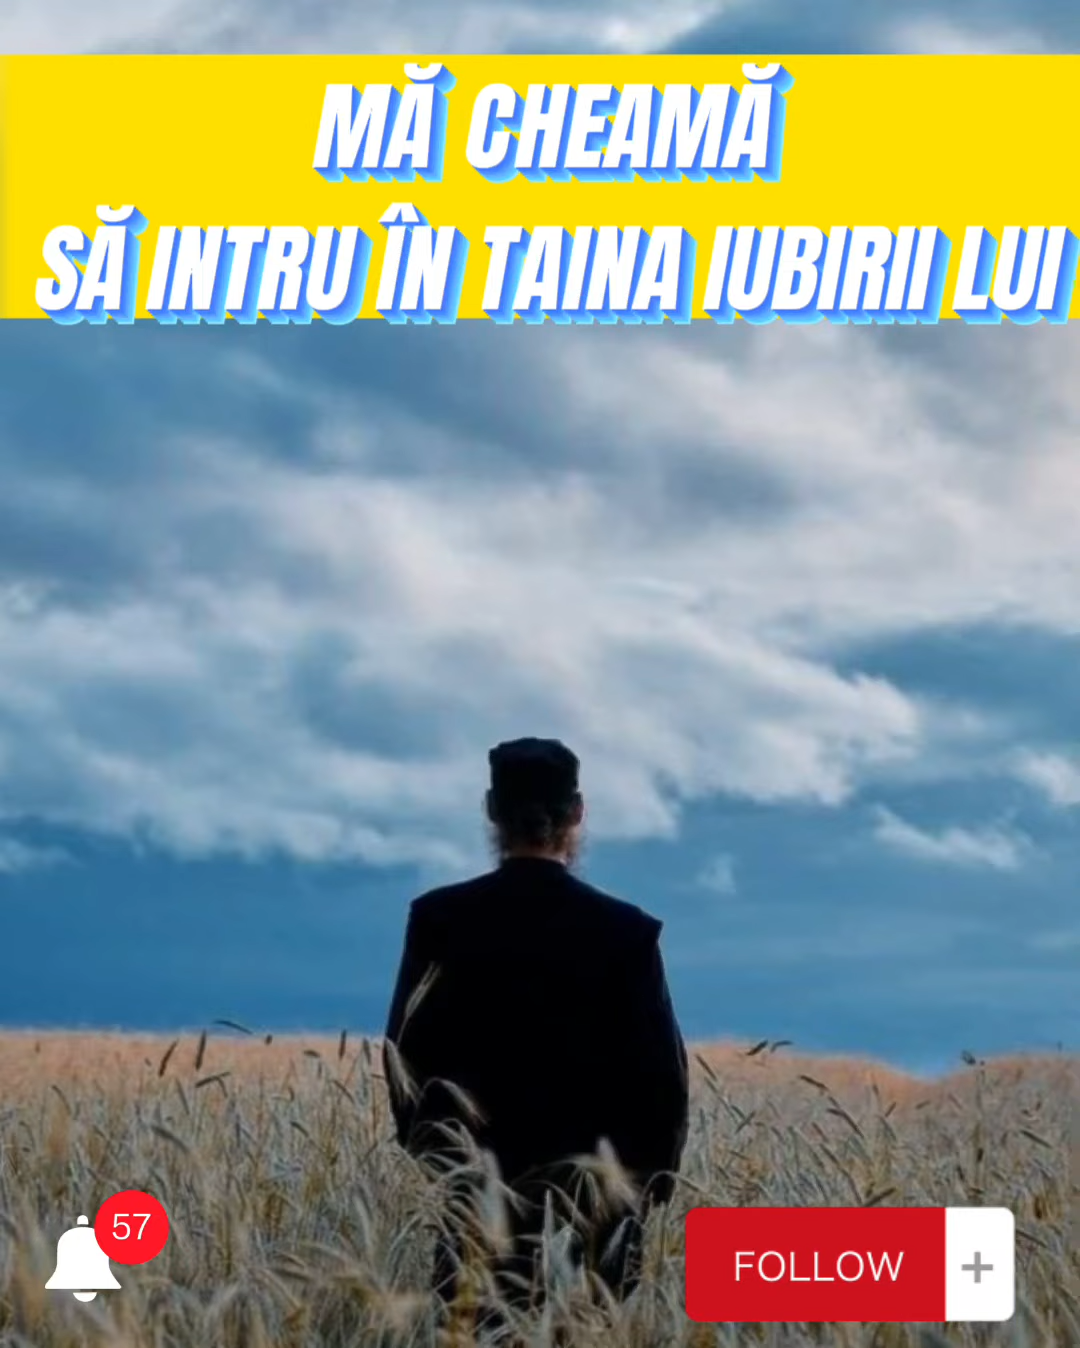 MĂ CHEAMĂ
SĂ INTRU ÎN TAINA IUBIRII LUI
57
FOLLOW +